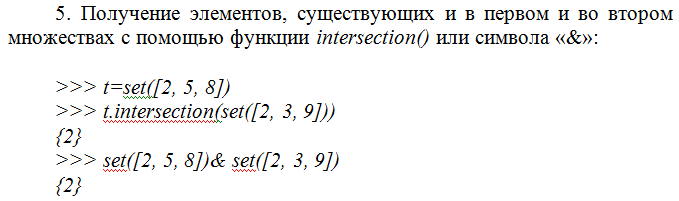 5. Получение элементов, существующих и в первом и во втором
множествах с помощью функции intersection() или символа «&»:
>>> t=set([2, 5, 8])
>>> t.intersection(set([2, 3, 9]))
{2}
>>> set([2, 5, 8])& set([2, 3, 9])
{2}